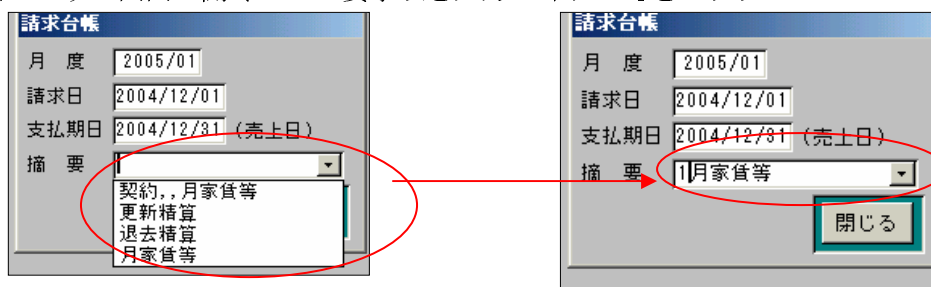 請求台帳
月 度 2005/01
請求日 2004/12/01
支払期日 2004/12/31 (売上日)
摘 要
契約,,月家賃等
更新精算
退去精算
月家賃等
請求台帳
月 度 2005/01
請求日 2004/12/01
支払期日 2004/12/31 (売上日)
摘 要 1月家賃等
閉じる